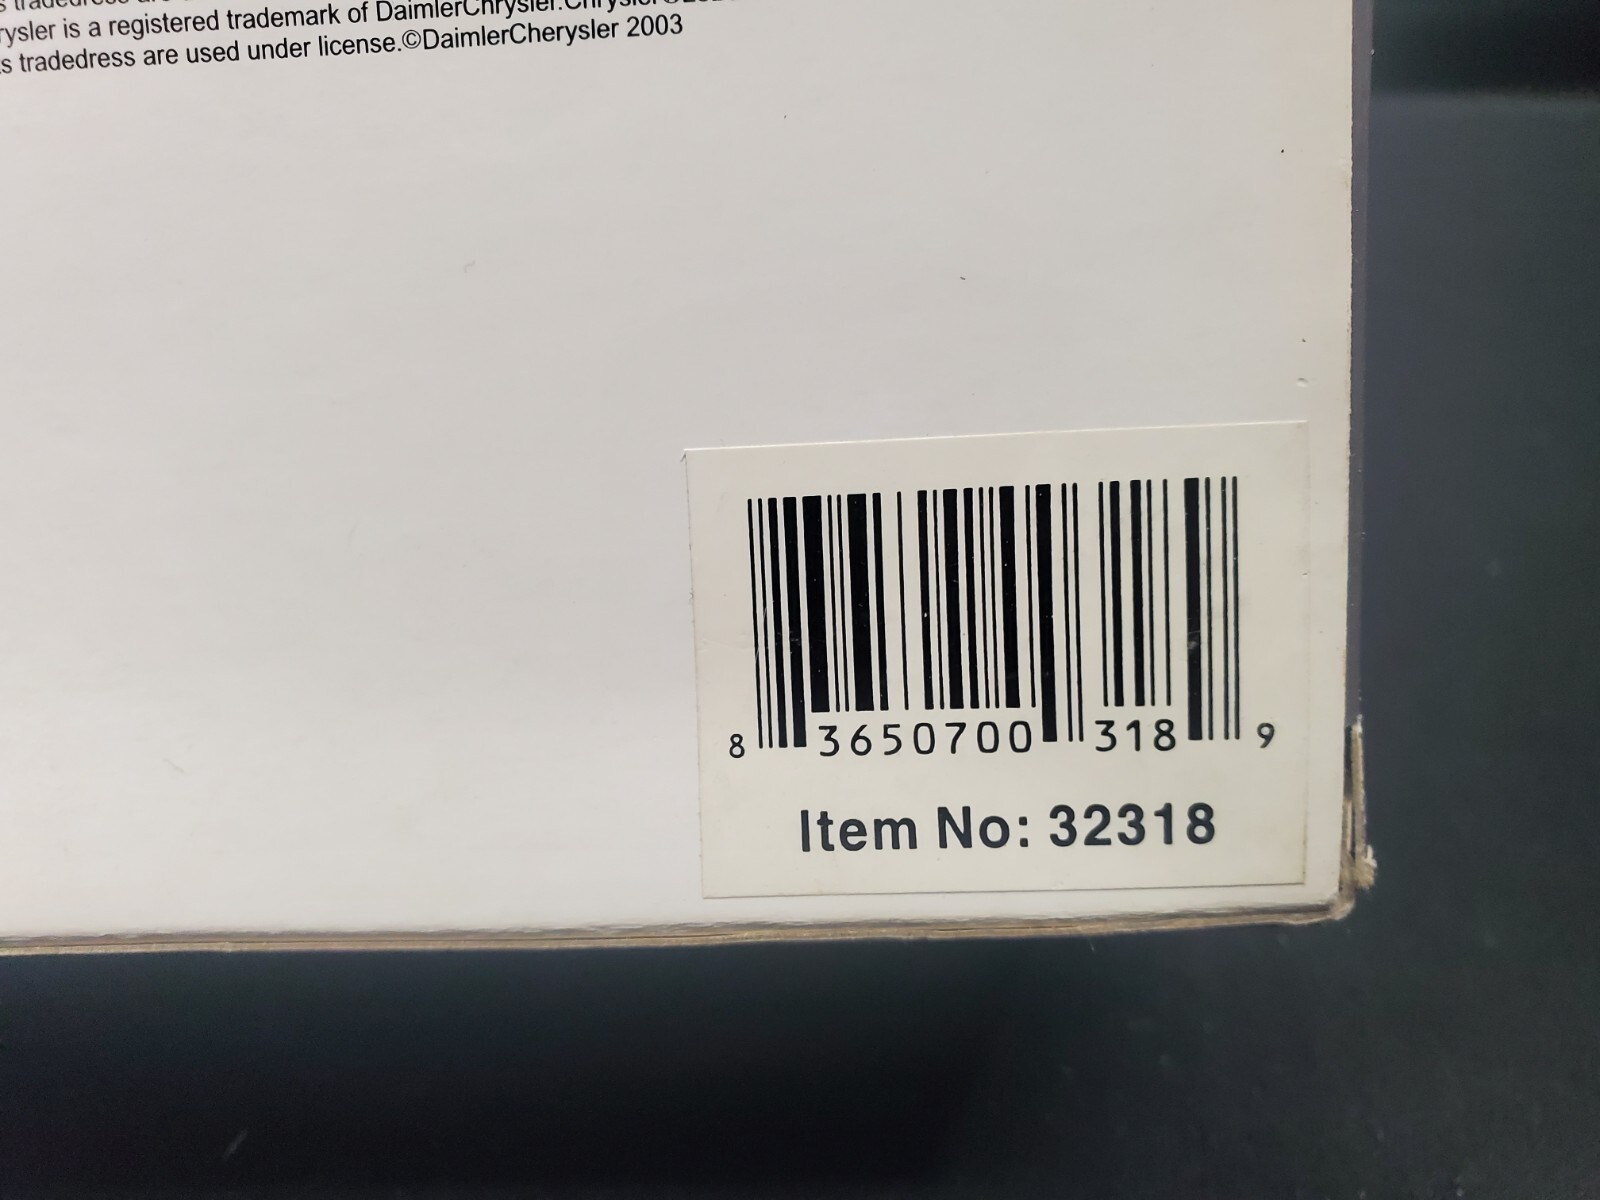 rysler is a registered trademark of DaimlerChrysler.
s tradedress are used under license.©DaimlerCherysler 2003
8 3650700 318 9
Item No: 32318